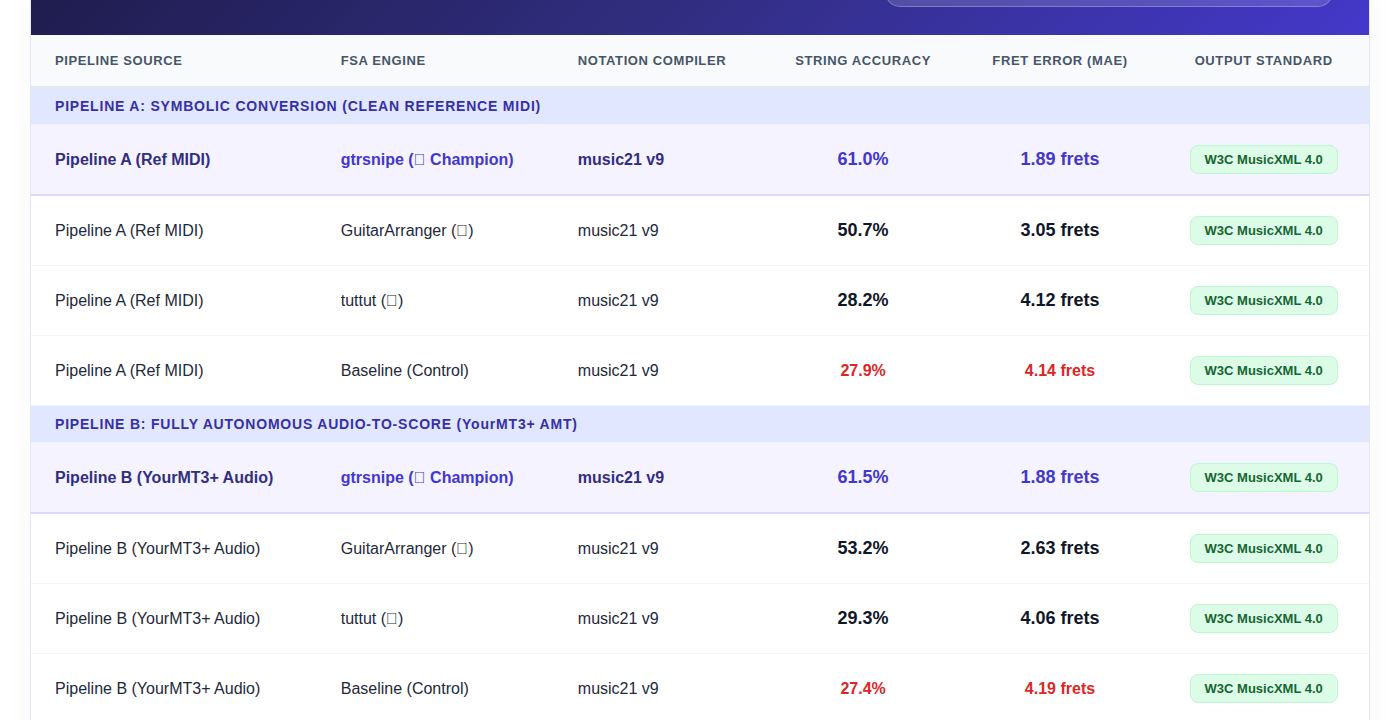 PIPELINE SOURCE FSA ENGINE NOTATION COMPILER STRING ACCURACY FRET ERROR (MAE) OUTPUT STANDARD
PIPELINE A: SYMBOLIC CONVERSION (CLEAN REFERENCE MIDI)
Pipeline A (Ref MIDI) gtrsnipe (□ Champion) music21 v9 61.0% 1.89 frets W3C MusicXML 4.0
Pipeline A (Ref MIDI) GuitarArranger (□) music21 v9 50.7% 3.05 frets W3C MusicXML 4.0
Pipeline A (Ref MIDI) tuttut (□) music21 v9 28.2% 4.12 frets W3C MusicXML 4.0
Pipeline A (Ref MIDI) Baseline (Control) music21 v9 27.9% 4.14 frets W3C MusicXML 4.0
PIPELINE B: FULLY AUTONOMOUS AUDIO-TO-SCORE (YourMT3+ AMT)
Pipeline B (YourMT3+ Audio) gtrsnipe (□ Champion) music21 v9 61.5% 1.88 frets W3C MusicXML 4.0
Pipeline B (YourMT3+ Audio) GuitarArranger (□) music21 v9 53.2% 2.63 frets W3C MusicXML 4.0
Pipeline B (YourMT3+ Audio) tuttut (□) music21 v9 29.3% 4.06 frets W3C MusicXML 4.0
Pipeline B (YourMT3+ Audio) Baseline (Control) music21 v9 27.4% 4.19 frets W3C MusicXML 4.0